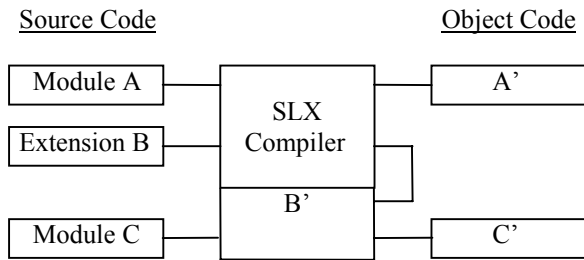 Source Code
Object Code
Module A
SLX
Compiler
A’
Extension B
B’
Module C
C’